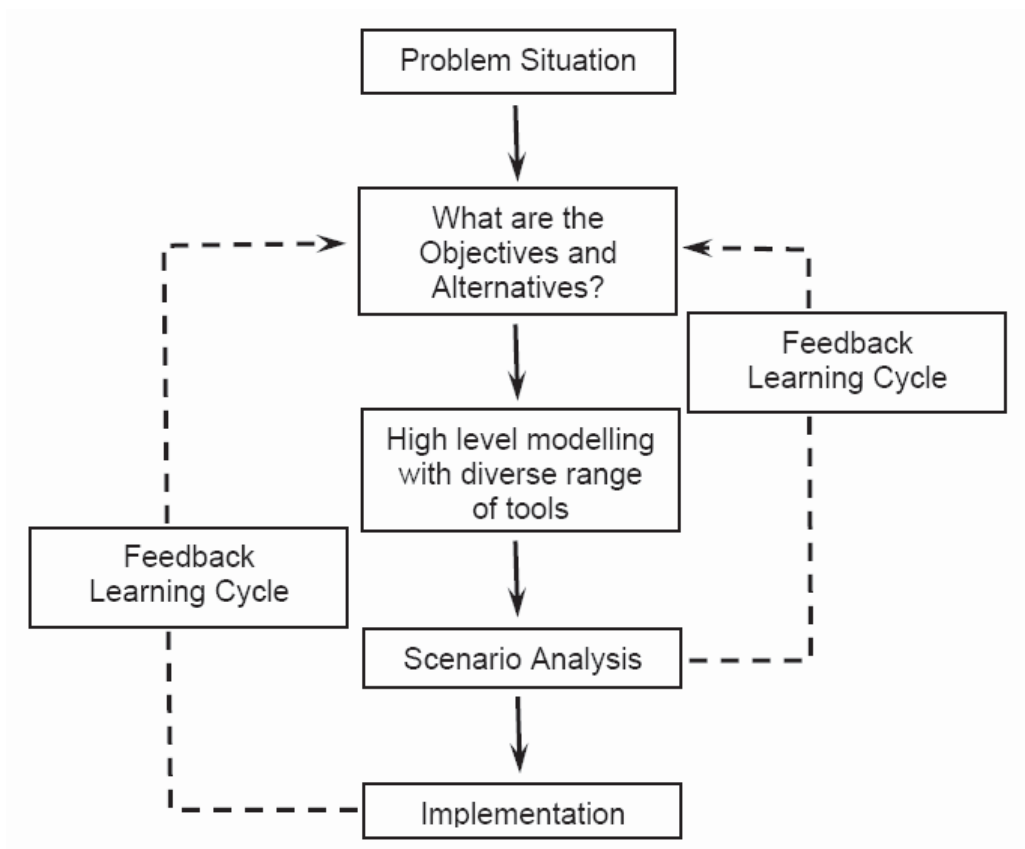 Problem Situation
What are the
Objectives and
Alternatives?
Feedback
Learning Cycle
High level modelling
with diverse range
of tools
Feedback
Learning Cycle
Scenario Analysis
Implementation